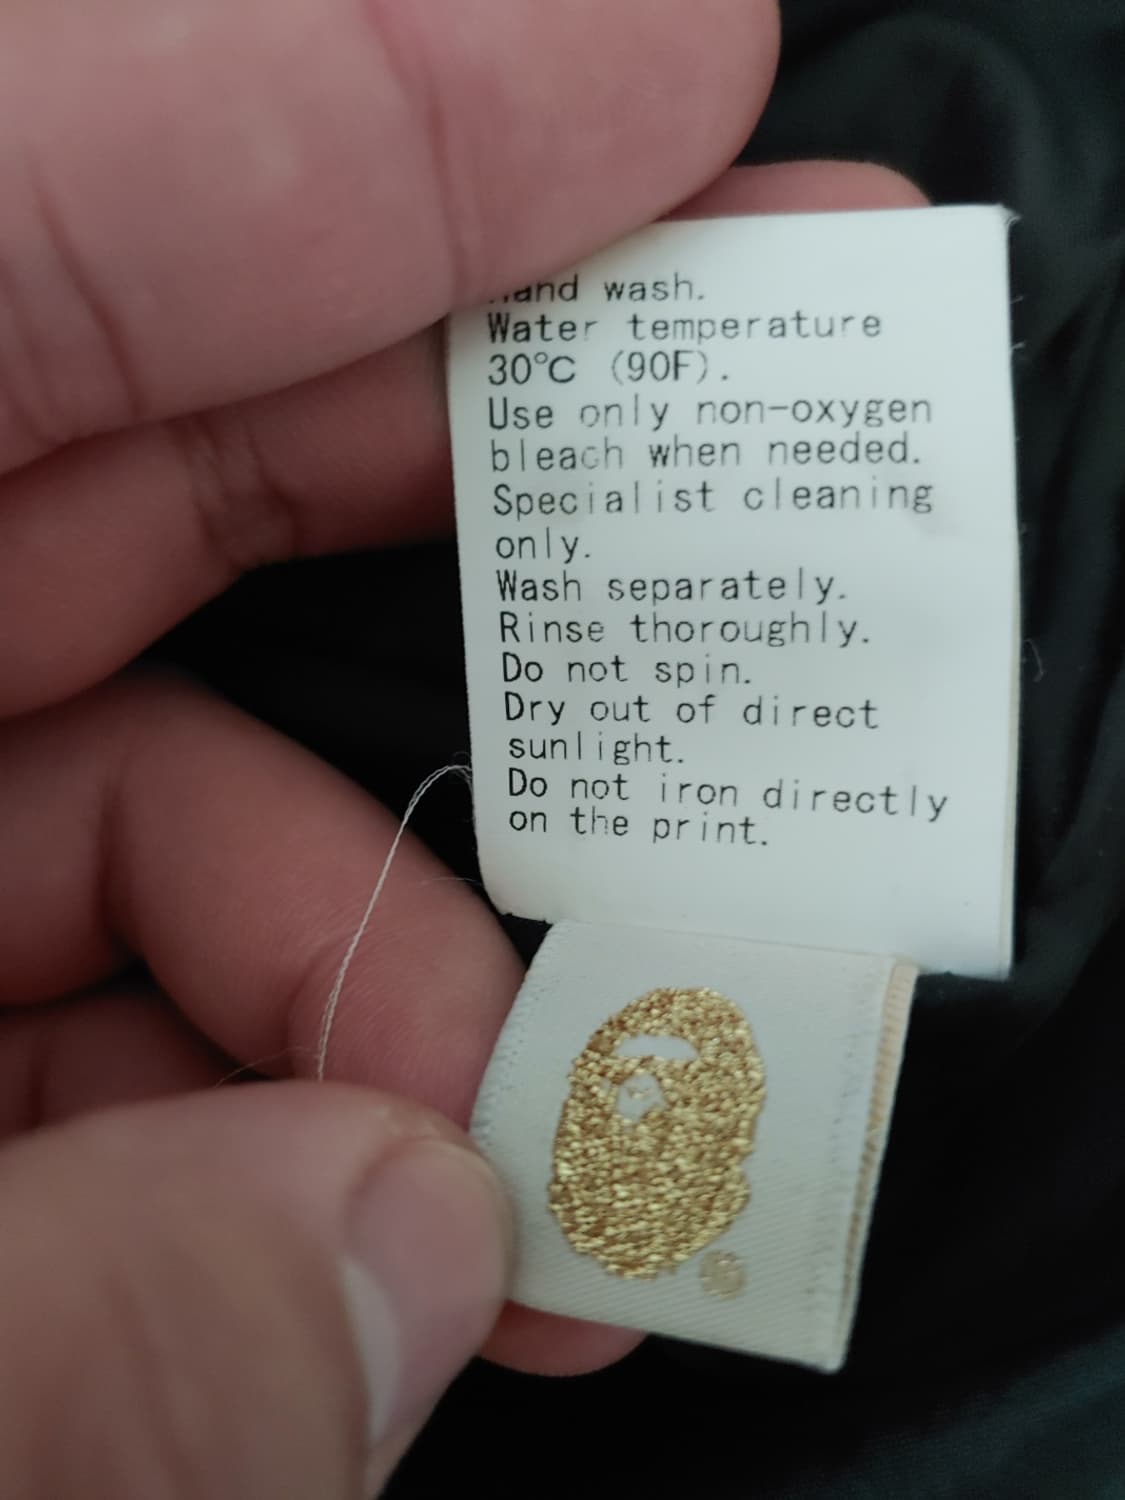 Hand wash.
Water temperature
30℃ (90F).
Use only non-oxygen
bleach when needed.
Specialist cleaning
only.
Wash separately.
Rinse thoroughly.
Do not spin.
Dry out of direct
sunlight.
Do not iron directly
on the print.